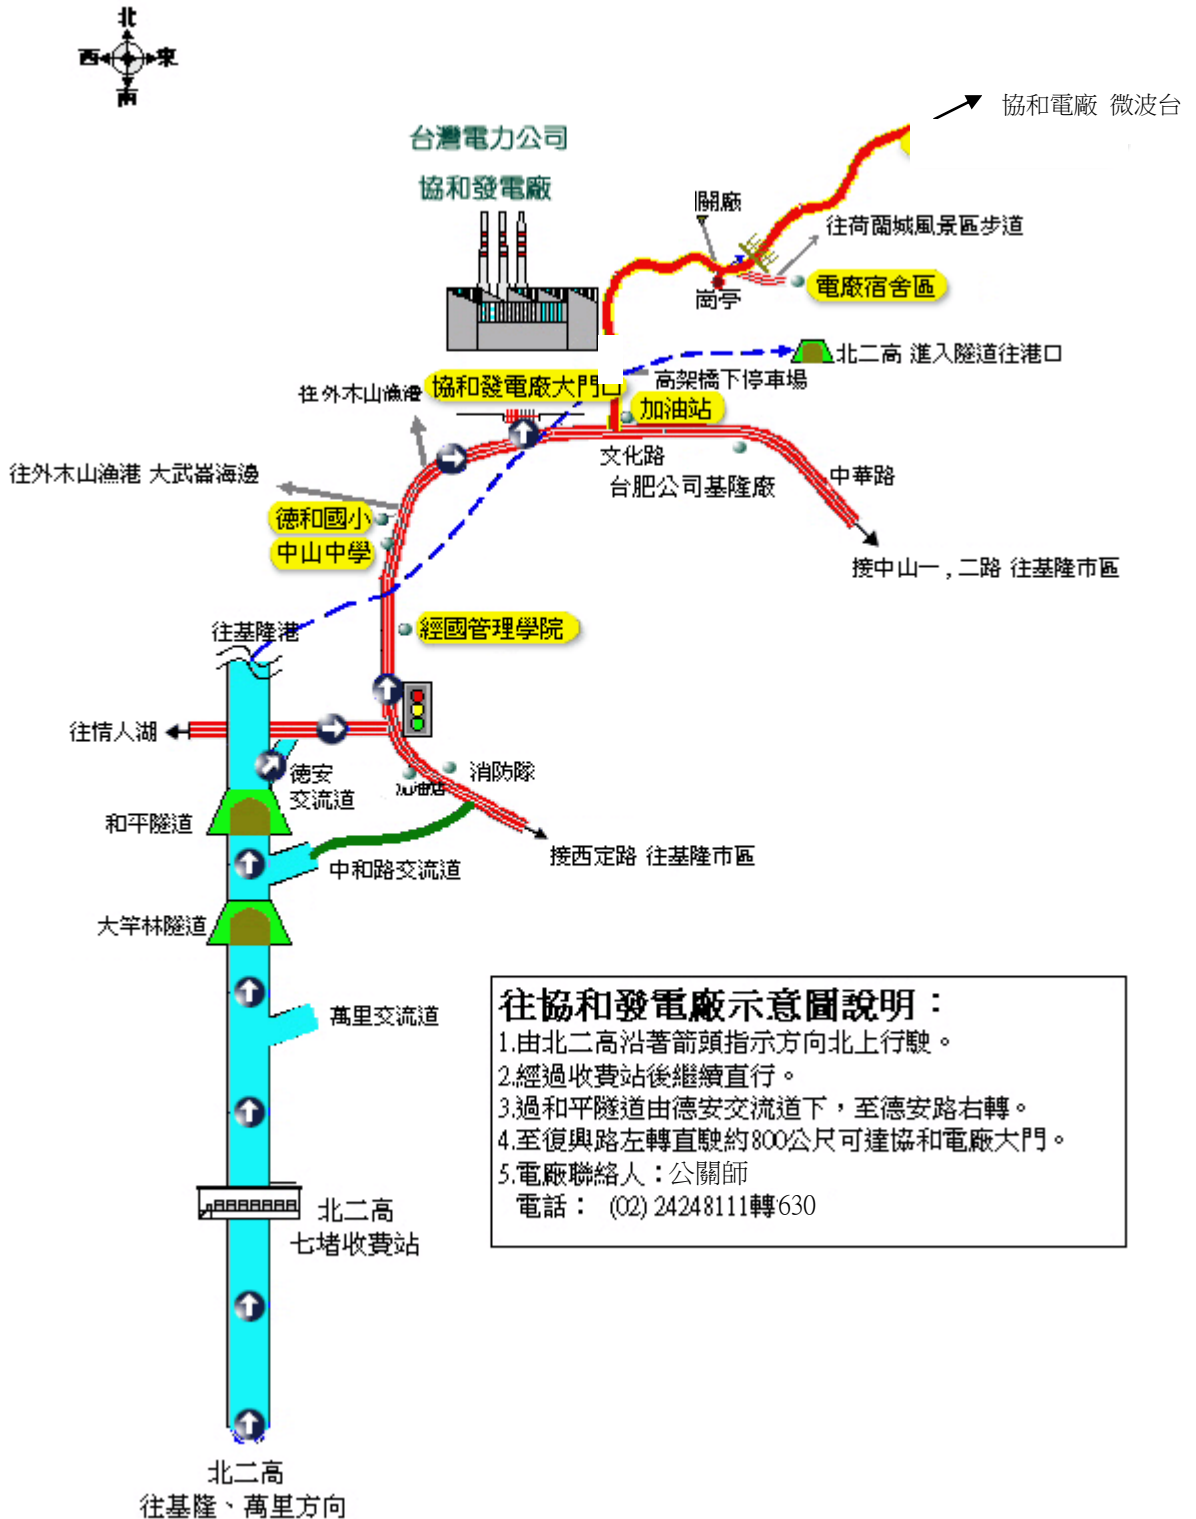 北
西 東
南
協和電廠 微波台
台灣電力公司
協和發電廠
關廠
往荷蘭城風景區步道
電廠宿舍區
崗亭
北二高 進入隧道往港口
高架橋下停車場
往外木山漁港
協和發電廠大門口
加油站
文化路
台肥公司基隆廠
中華路
往外木山漁港 大武崙海邊
德和國小
中山中學
接中山一,二路 往基隆市區
經國管理學院
往基隆港
往情人湖
德安
交流道
加油站
消防隊
和平隧道
中和路交流道
接西定路 往基隆市區
大竿林隧道
萬里交流道
往協和發電廠示意圖說明：
1.由北二高沿著箭頭指示方向北上行駛。
2.經過收費站後繼續直行。
3.過和平隧道由德安交流道下，至德安路右轉。
4.至復興路左轉直駛約800公尺可達協和電廠大門。
5.電廠聯絡人：公關師
電話： (02) 24248111轉630
北二高
七堵收費站
北二高
往基隆、萬里方向